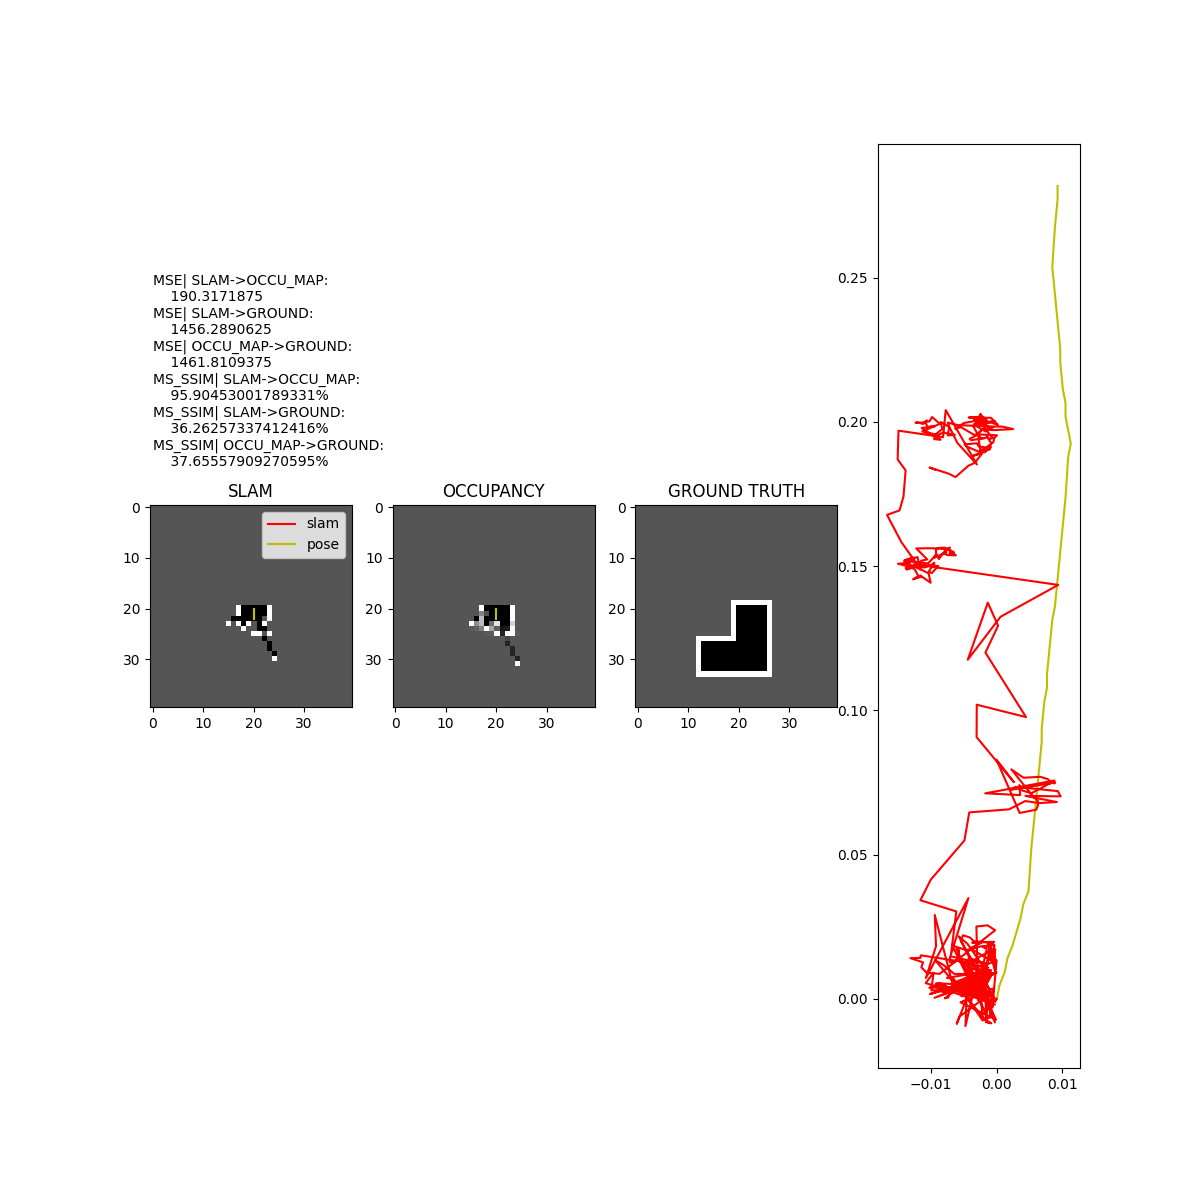 MSE| SLAM->OCCU_MAP:
190.3171875
MSE| SLAM->GROUND:
1456.2890625
MSE| OCCU_MAP->GROUND:
1461.8109375
MS_SSIM| SLAM->OCCU_MAP:
95.90453001789331%
MS_SSIM| SLAM->GROUND:
36.26257337412416%
MS_SSIM| OCCU_MAP->GROUND:
37.65557909270595%
SLAM
slam
pose
0
10
20
30
0 10 20 30
OCCUPANCY
0
10
20
30
0 10 20 30
GROUND TRUTH
0
10
20
30
0 10 20 30
0.25
0.20
0.15
0.10
0.05
0.00
−0.01 0.00 0.01